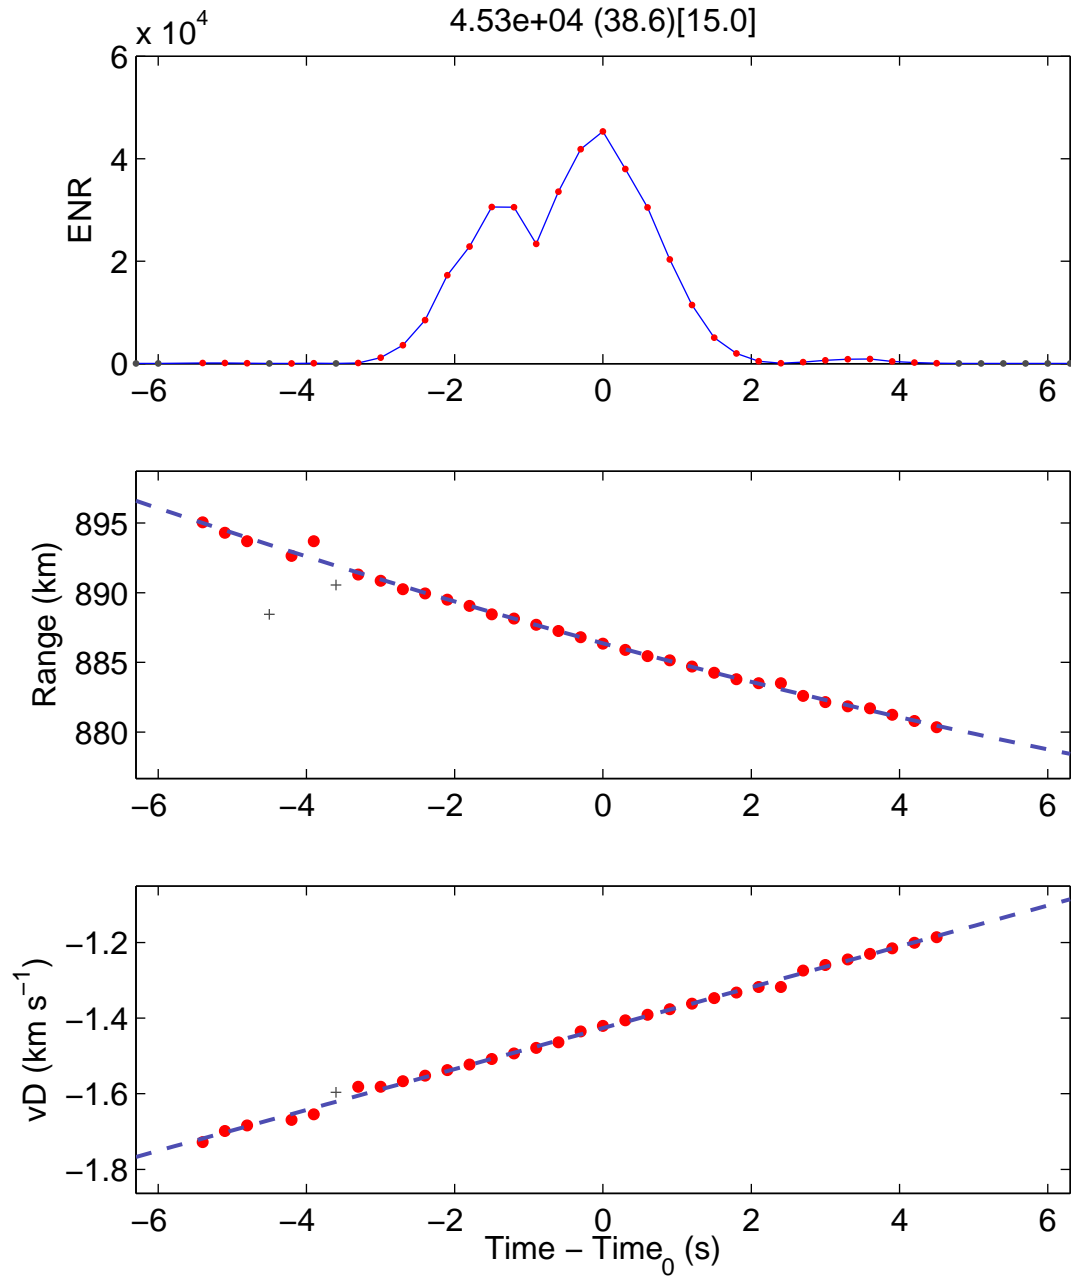 4.53e+04 (38.6)[15.0]
x 10^4
6
4
2
0
ENR
−6 −4 −2 0 2 4 6
895
890
885
880
Range (km)
−6 −4 −2 0 2 4 6
−1.2
−1.4
−1.6
−1.8
vD (km s^−1)
−6 −4 −2 0 2 4 6
Time − Time_0 (s)